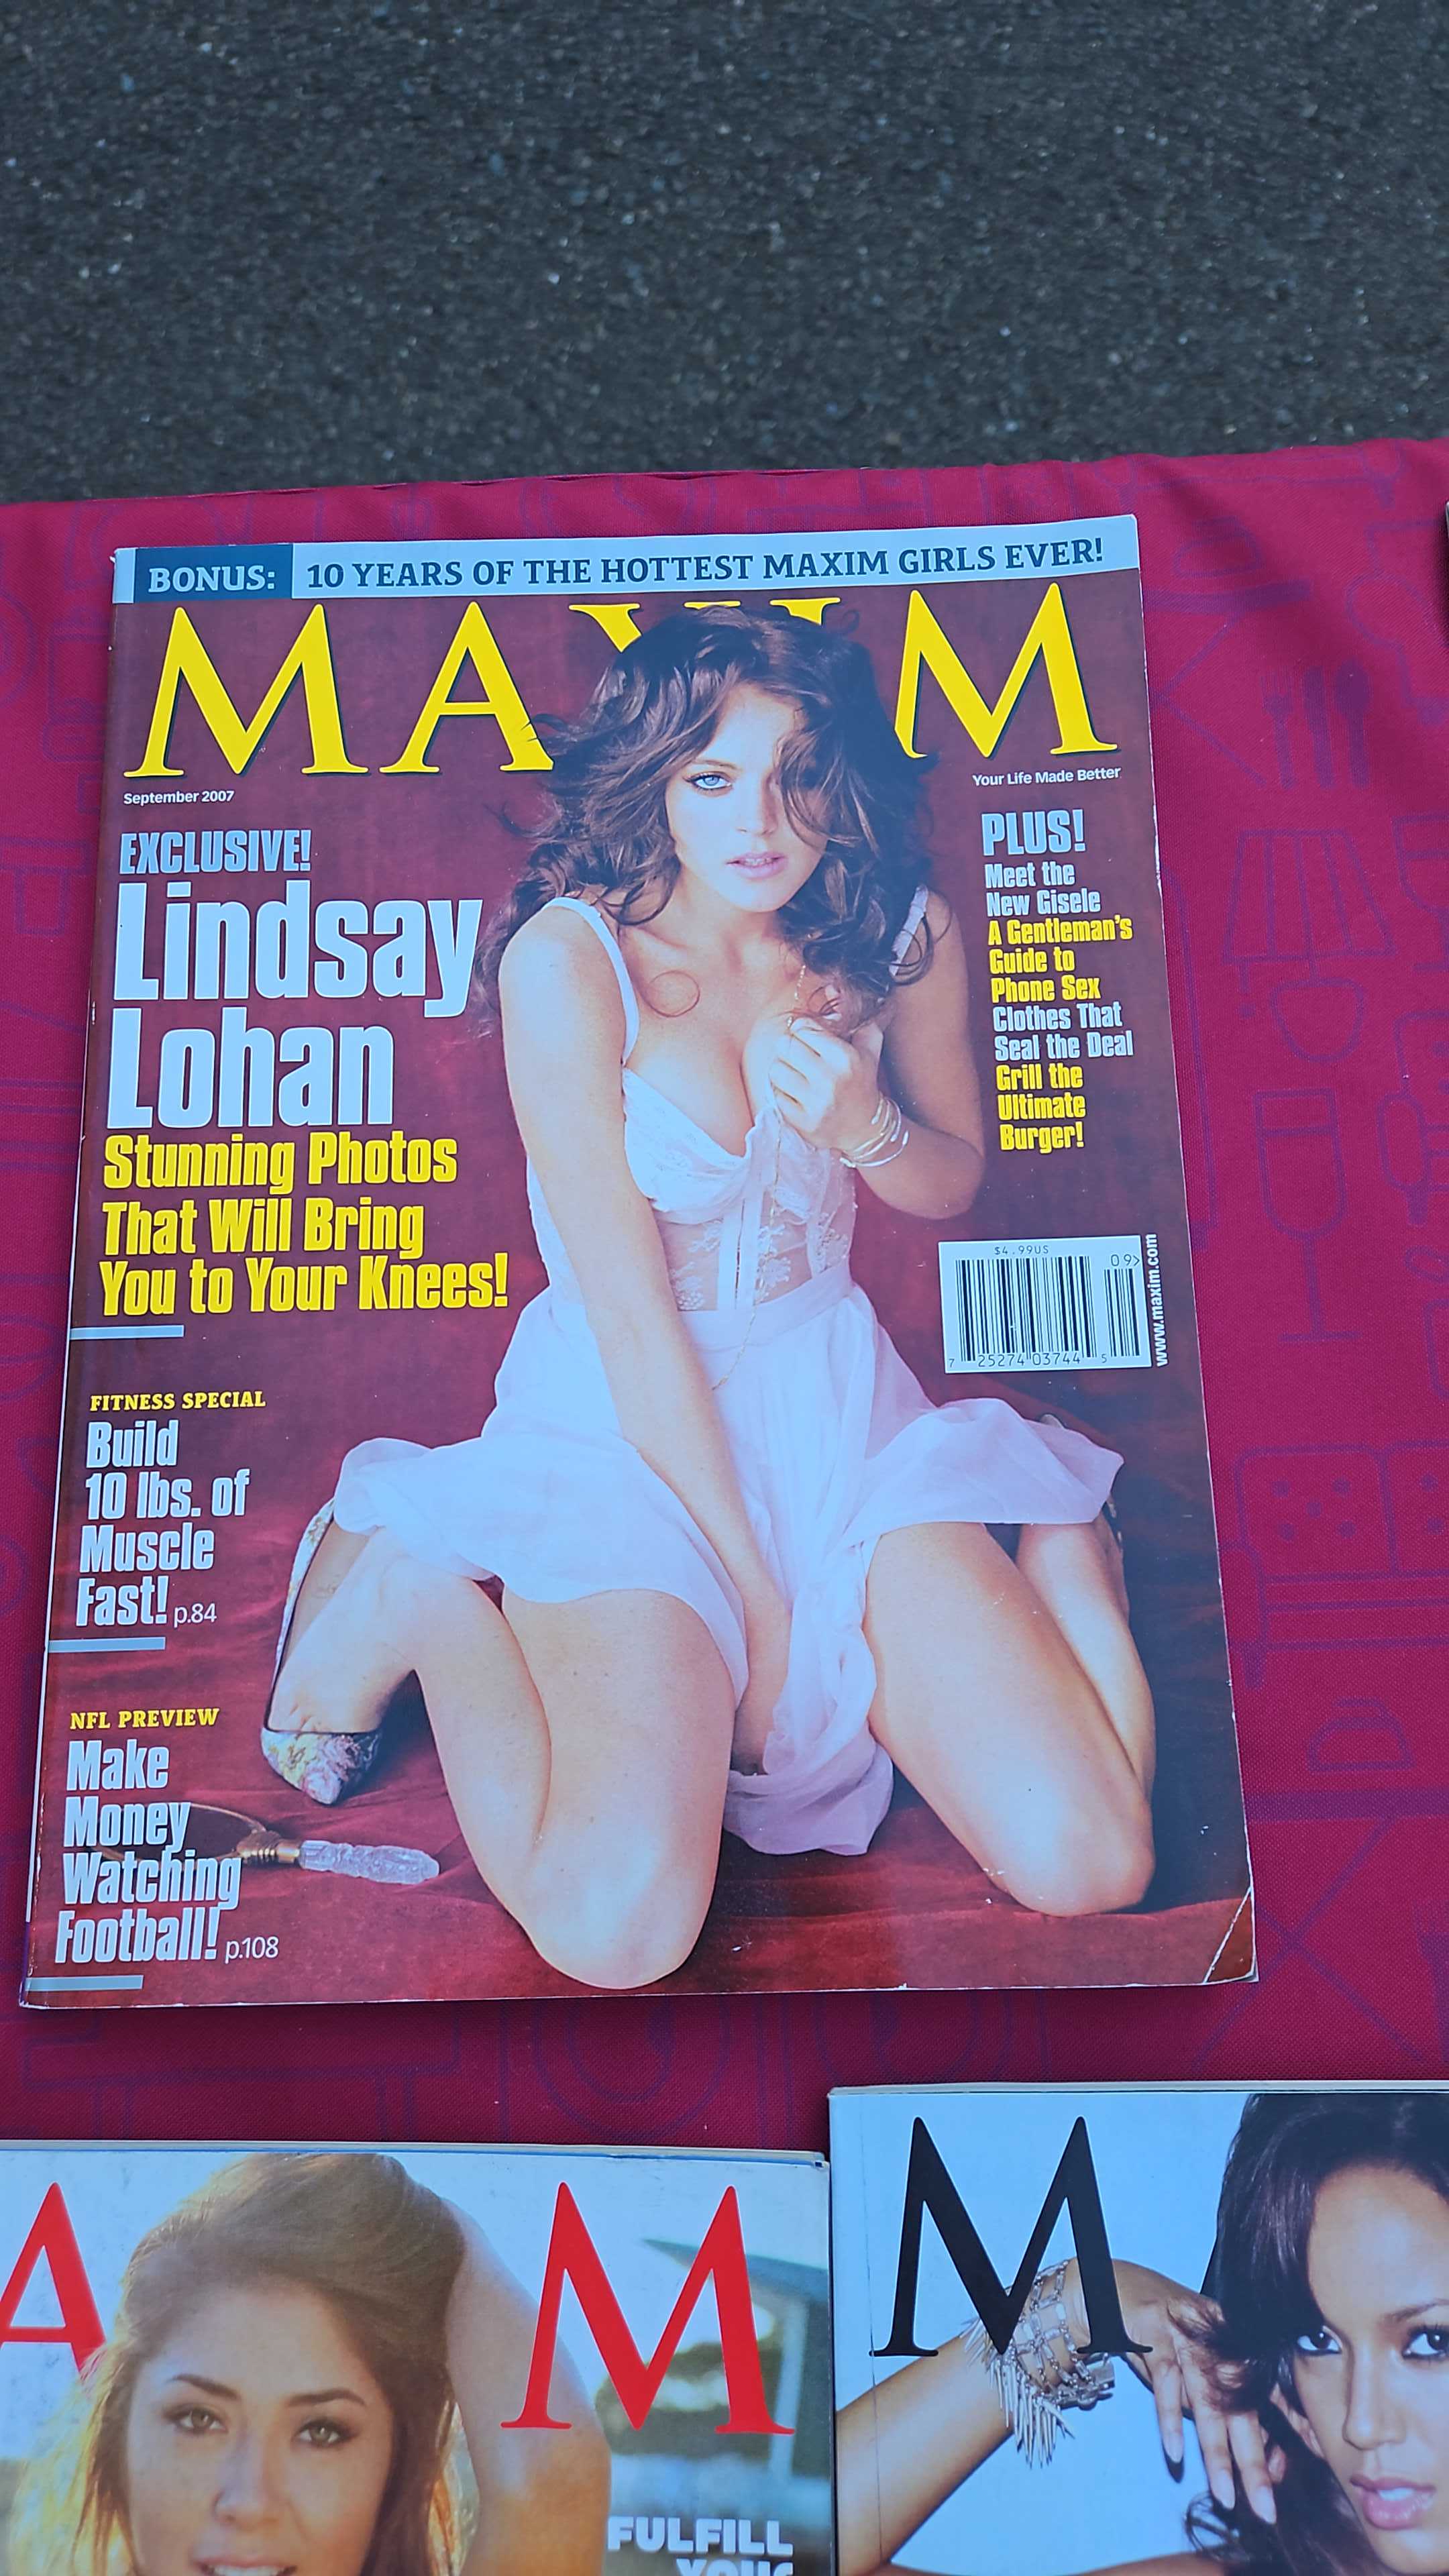 BONUS: 10 YEARS OF THE HOTTEST MAXIM GIRLS EVER!
MAXIM
September 2007
Your Life Made Better
EXCLUSIVE!
Lindsay
Lohan
Stunning Photos
That Will Bring
You to Your Knees!
FITNESS SPECIAL
Build
10 lbs. of
Muscle
Fast! p.84
NFL PREVIEW
Make
Money
Watching
Football! p.108
PLUS!
Meet the
New Gisele
A Gentleman's
Guide to
Phone Sex
Clothes That
Seal the Deal
Grill the
Ultimate
Burger!
$4.99US
09>
7 25274 03744 5
www.maxim.com
A M
FULFILL
YOUR
M